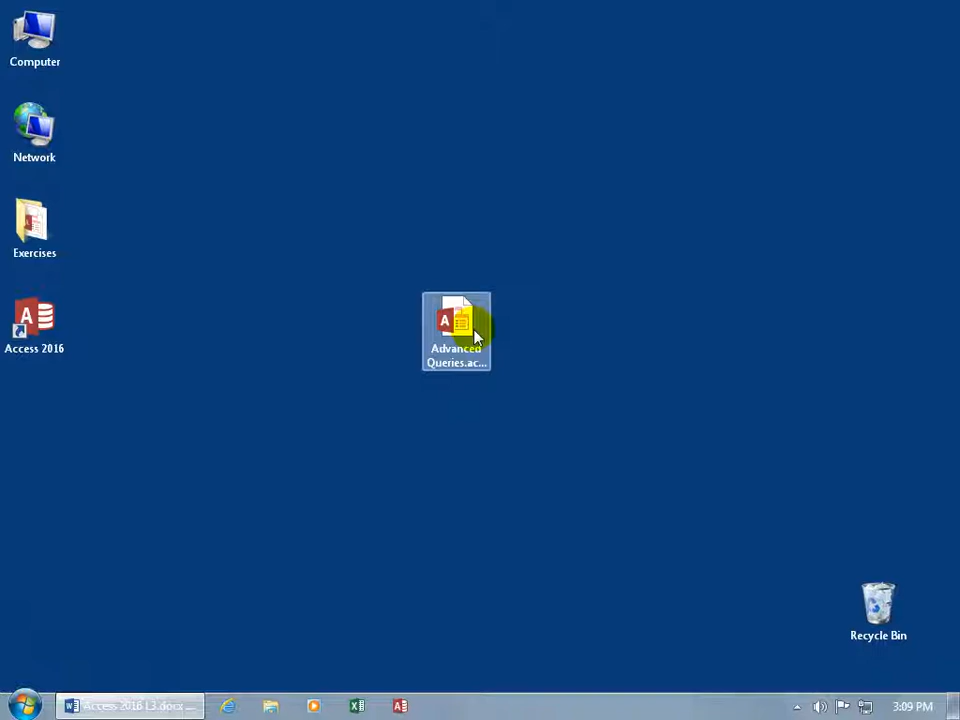 Computer
Network
Exercises
A
Access 2016
A
Advanced
Queries.ac...
Recycle Bin
Access 2016 L3.docx ...
3:09 PM